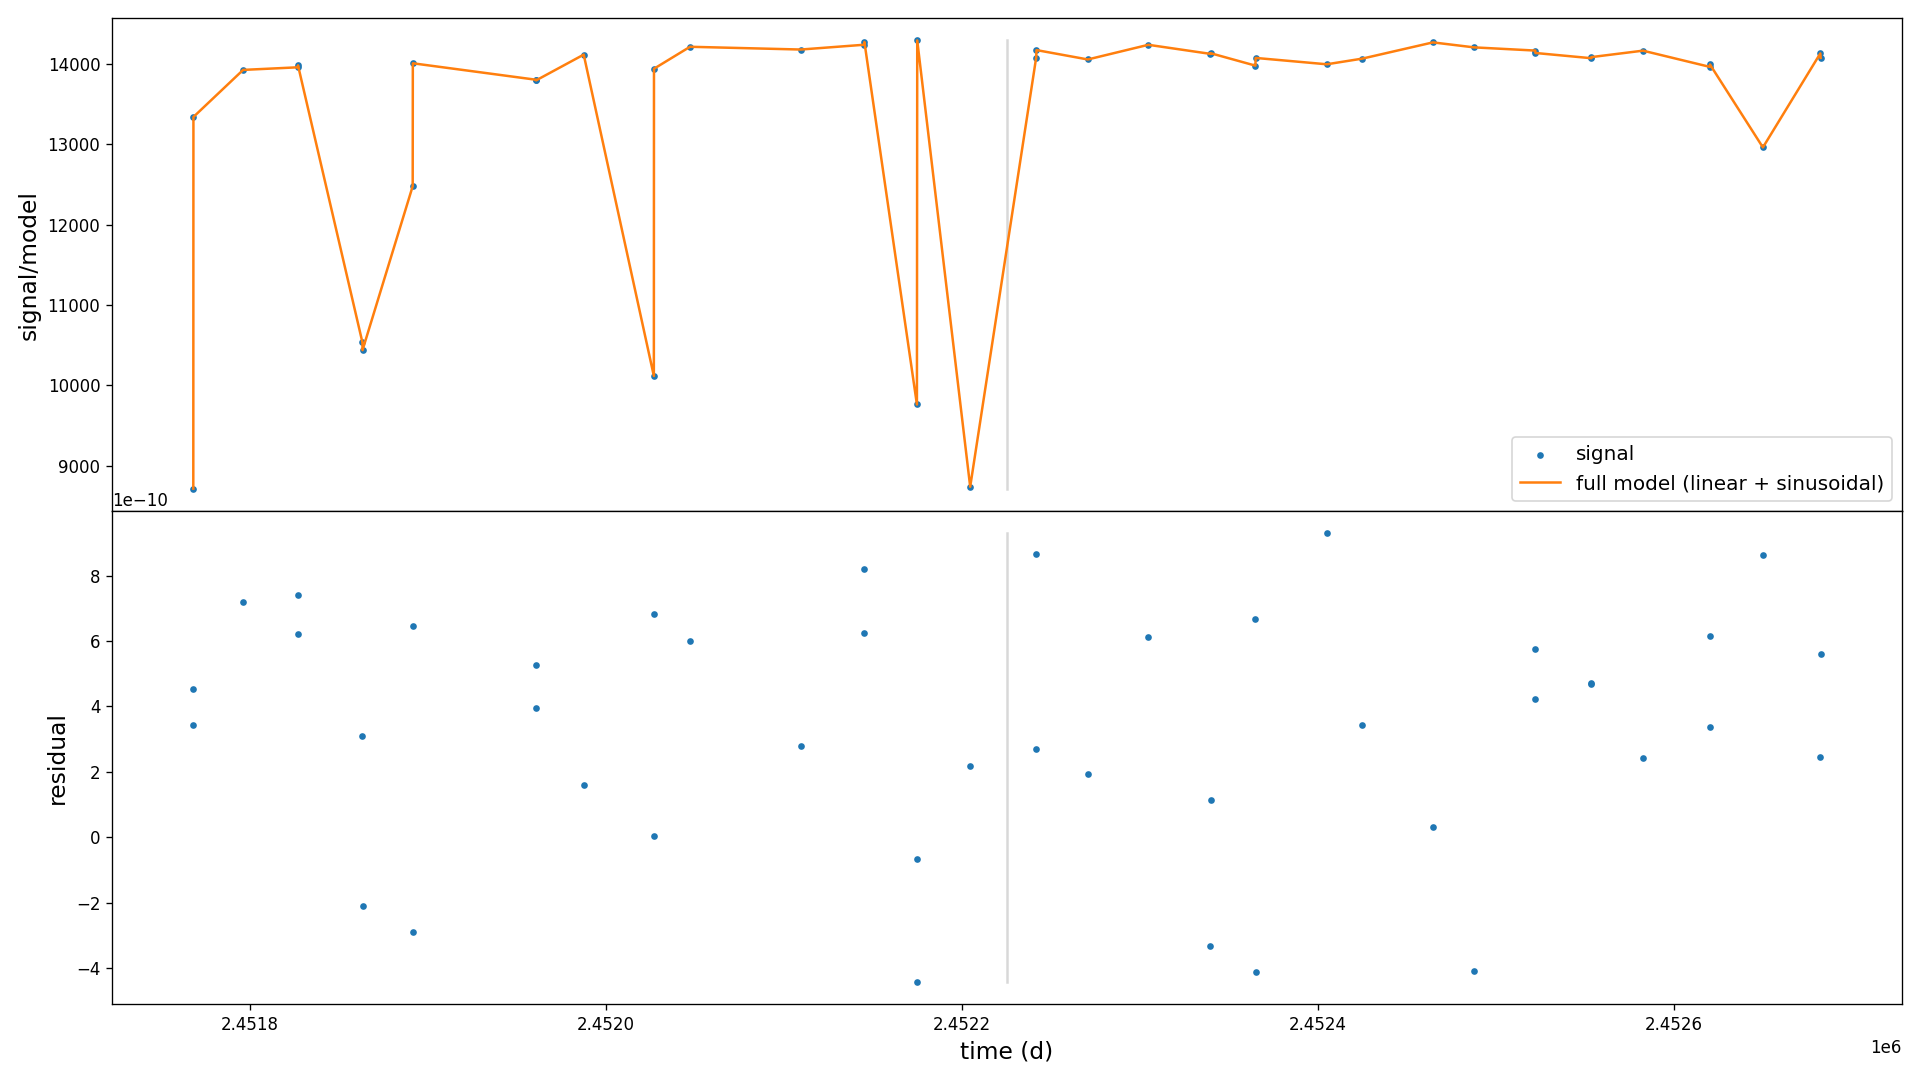 14000
13000
12000
11000
10000
9000
signal/model
signal
full model (linear + sinusoidal)
1e−10
8
6
4
2
0
−2
−4
residual
2.4518
2.4520
2.4522
2.4524
2.4526
1e6
time (d)